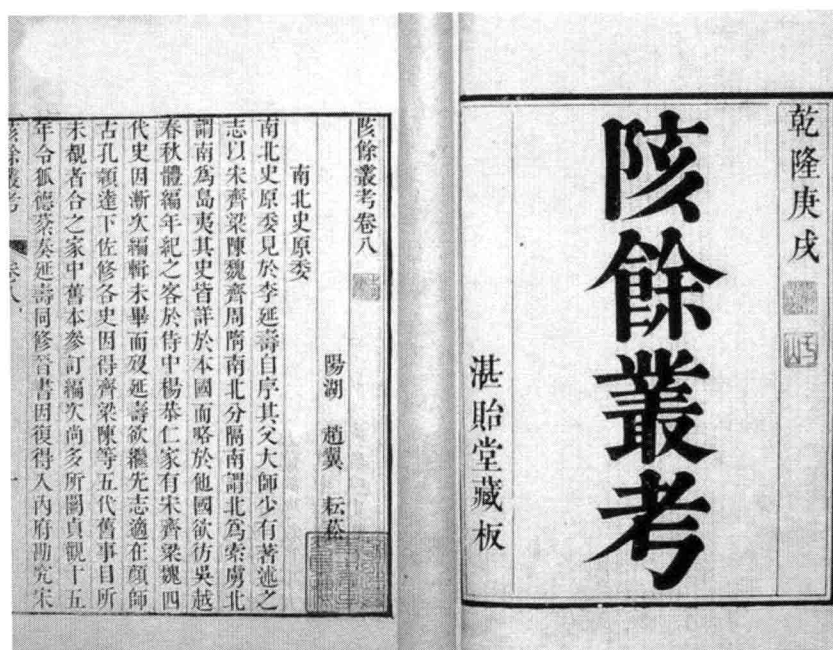 乾隆庚戌
陔餘叢考
湛貽堂藏板
陔餘叢考卷八
陽湖 趙翼 耘菘
南北史原委
南北史原委見於李延壽自序其父大師少有著述之
志以宋齊梁陳魏齊周隋南北分隔南謂北爲索虜北
謂南爲島夷其史皆詳於本國而略於他國欲彷吳越
春秋體編年紀之客於侍中楊恭仁家有宋齊梁魏四
代史因漸次編輯未畢而歿延壽欲繼先志適在顔師
古孔穎達下佐修各史因得齊梁陳等五代舊事目所
未覩者合之家中舊本參訂編次尚多所闕貞觀十五
年令狐德棻奏延壽同修晉書因復得入內府勘究宋
陔餘叢考 卷八 一